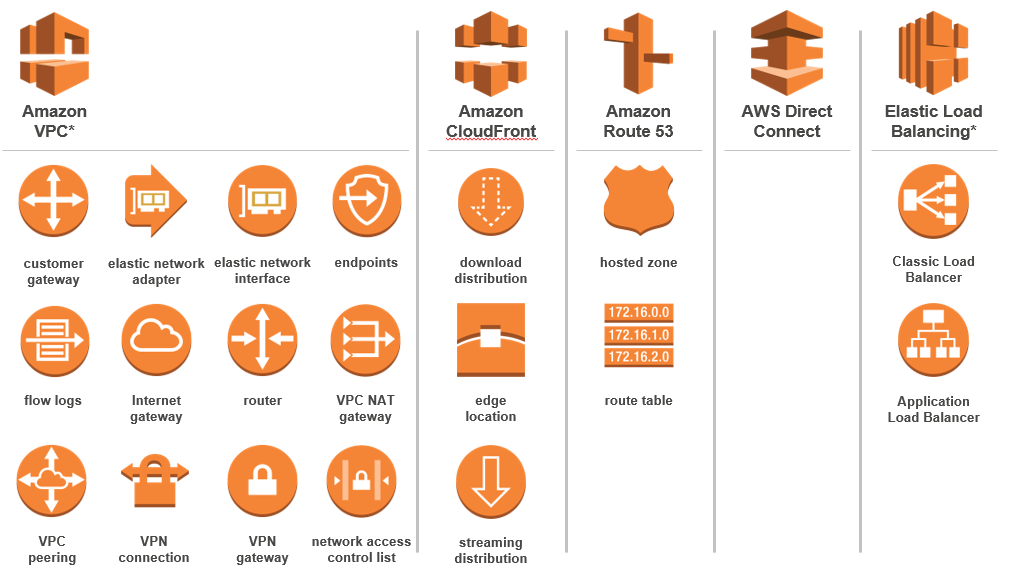 Amazon
VPC*
Amazon
CloudFront
Amazon
Route 53
AWS Direct
Connect
Elastic Load
Balancing*
customer
gateway
elastic network
adapter
elastic network
interface
endpoints
download
distribution
hosted zone
Classic Load
Balancer
172.16.0.0
172.16.1.0
172.16.2.0
flow logs
Internet
gateway
router
VPC NAT
gateway
edge
location
route table
Application
Load Balancer
VPC
peering
VPN
connection
VPN
gateway
network access
control list
streaming
distribution